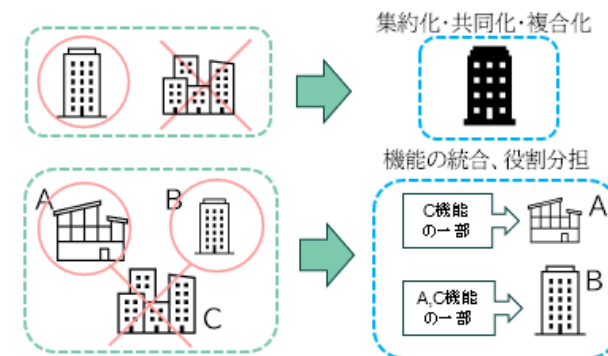 集約化・共同化・複合化
機能の統合、役割分担
A
B
C
C機能
の一部
A
A,C機能
の一部
B